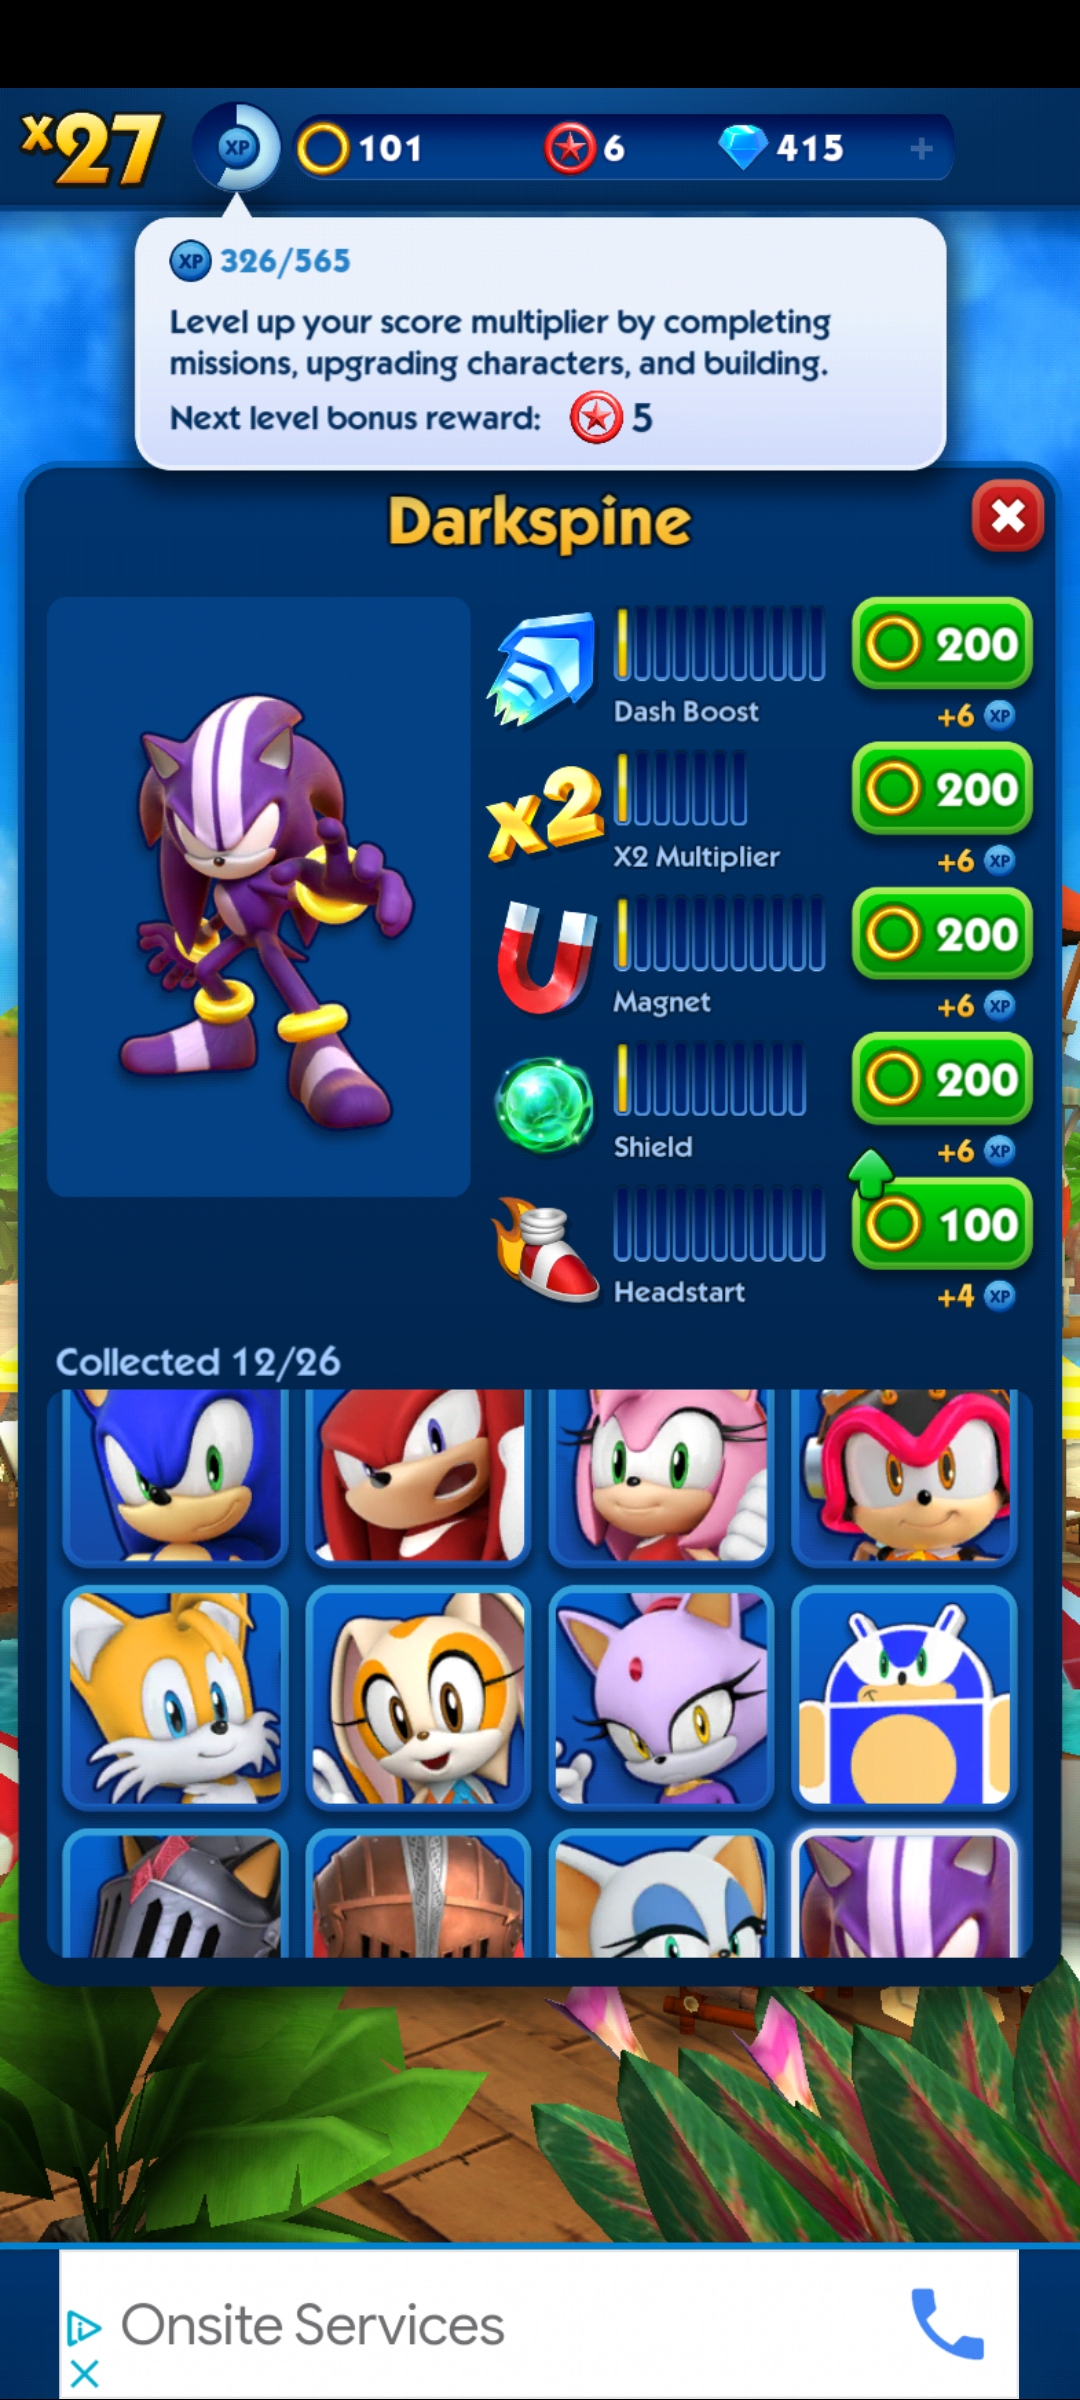 x27
XP
101
6
415
+
XP 326/565
Level up your score multiplier by completing
missions, upgrading characters, and building.
Next level bonus reward: 5
Darkspine
200
Dash Boost
+6 XP
x2
200
X2 Multiplier
+6 XP
200
Magnet
+6 XP
200
Shield
+6 XP
100
Headstart
+4 XP
Collected 12/26
Onsite Services